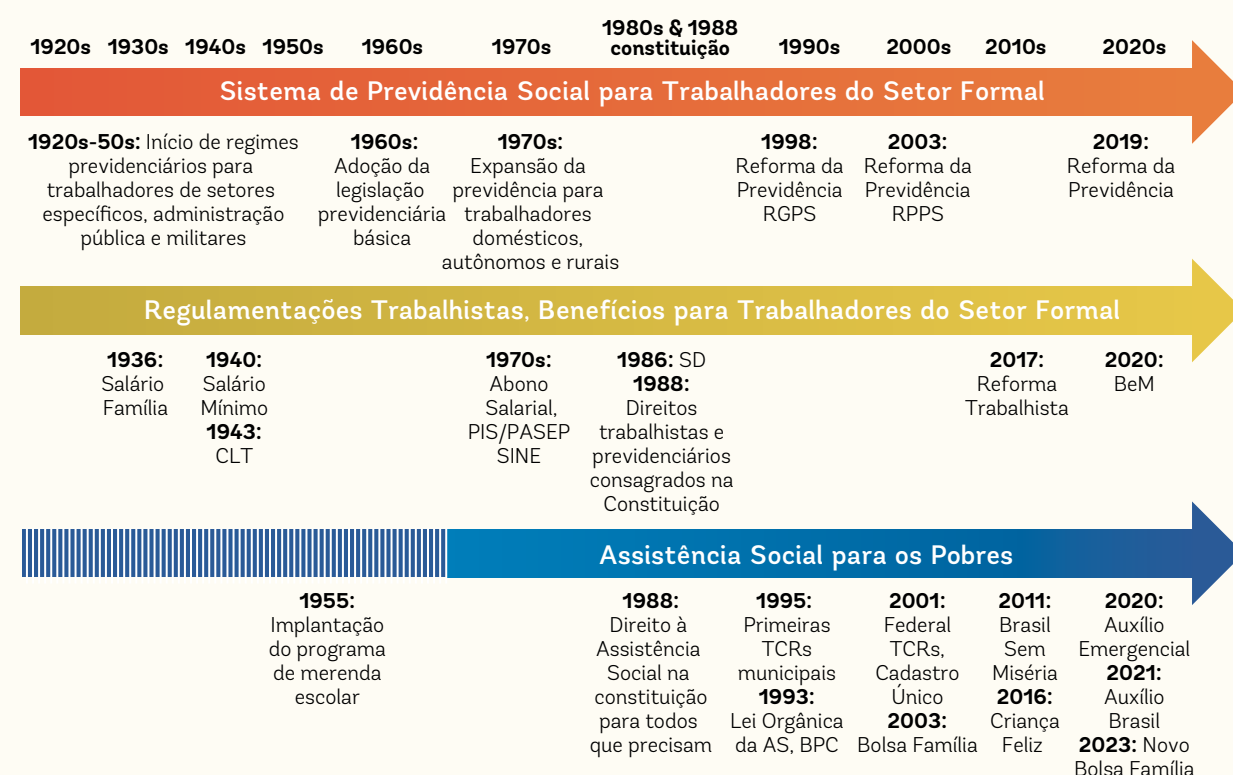 1920s 1930s 1940s 1950s 1960s 1970s 1980s & 1988 constituição 1990s 2000s 2010s 2020s
Sistema de Previdência Social para Trabalhadores do Setor Formal
1920s-50s: Início de regimes
previdenciários para
trabalhadores de setores
específicos, administração
pública e militares
1960s:
Adoção da
legislação
previdenciária
básica
1970s:
Expansão da
previdência para
trabalhadores
domésticos,
autônomos e rurais
1998:
Reforma da
Previdência
RGPS
2003:
Reforma da
Previdência
RPPS
2019:
Reforma da
Previdência
Regulamentações Trabalhistas, Benefícios para Trabalhadores do Setor Formal
1936:
Salário
Família
1940:
Salário
Mínimo
1943:
CLT
1970s:
Abono
Salarial,
PIS/PASEP
SINE
1986: SD
1988:
Direitos
trabalhistas e
previdenciários
consagrados na
Constituição
2017:
Reforma
Trabalhista
2020:
BeM
Assistência Social para os Pobres
1955:
Implantação
do programa
de merenda
escolar
1988:
Direito à
Assistência
Social na
constituição
para todos
que precisam
1995:
Primeiras
TCRs
municipais
1993:
Lei Orgânica
da AS, BPC
2001:
Federal
TCRs,
Cadastro
Único
2003:
Bolsa Família
2011:
Brasil
Sem
Miséria
2016:
Criança
Feliz
2020:
Auxílio
Emergencial
2021:
Auxílio
Brasil
2023: Novo
Bolsa Família